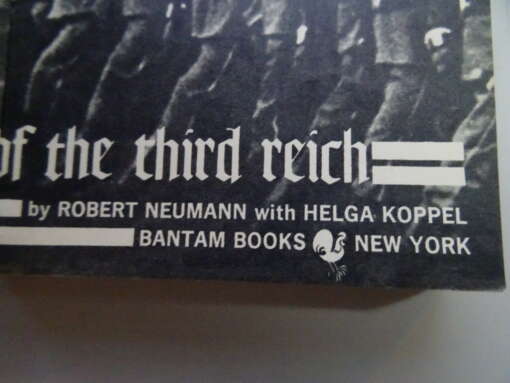 of the third reich
by ROBERT NEUMANN with HELGA KOPPEL
BANTAM BOOKS NEW YORK